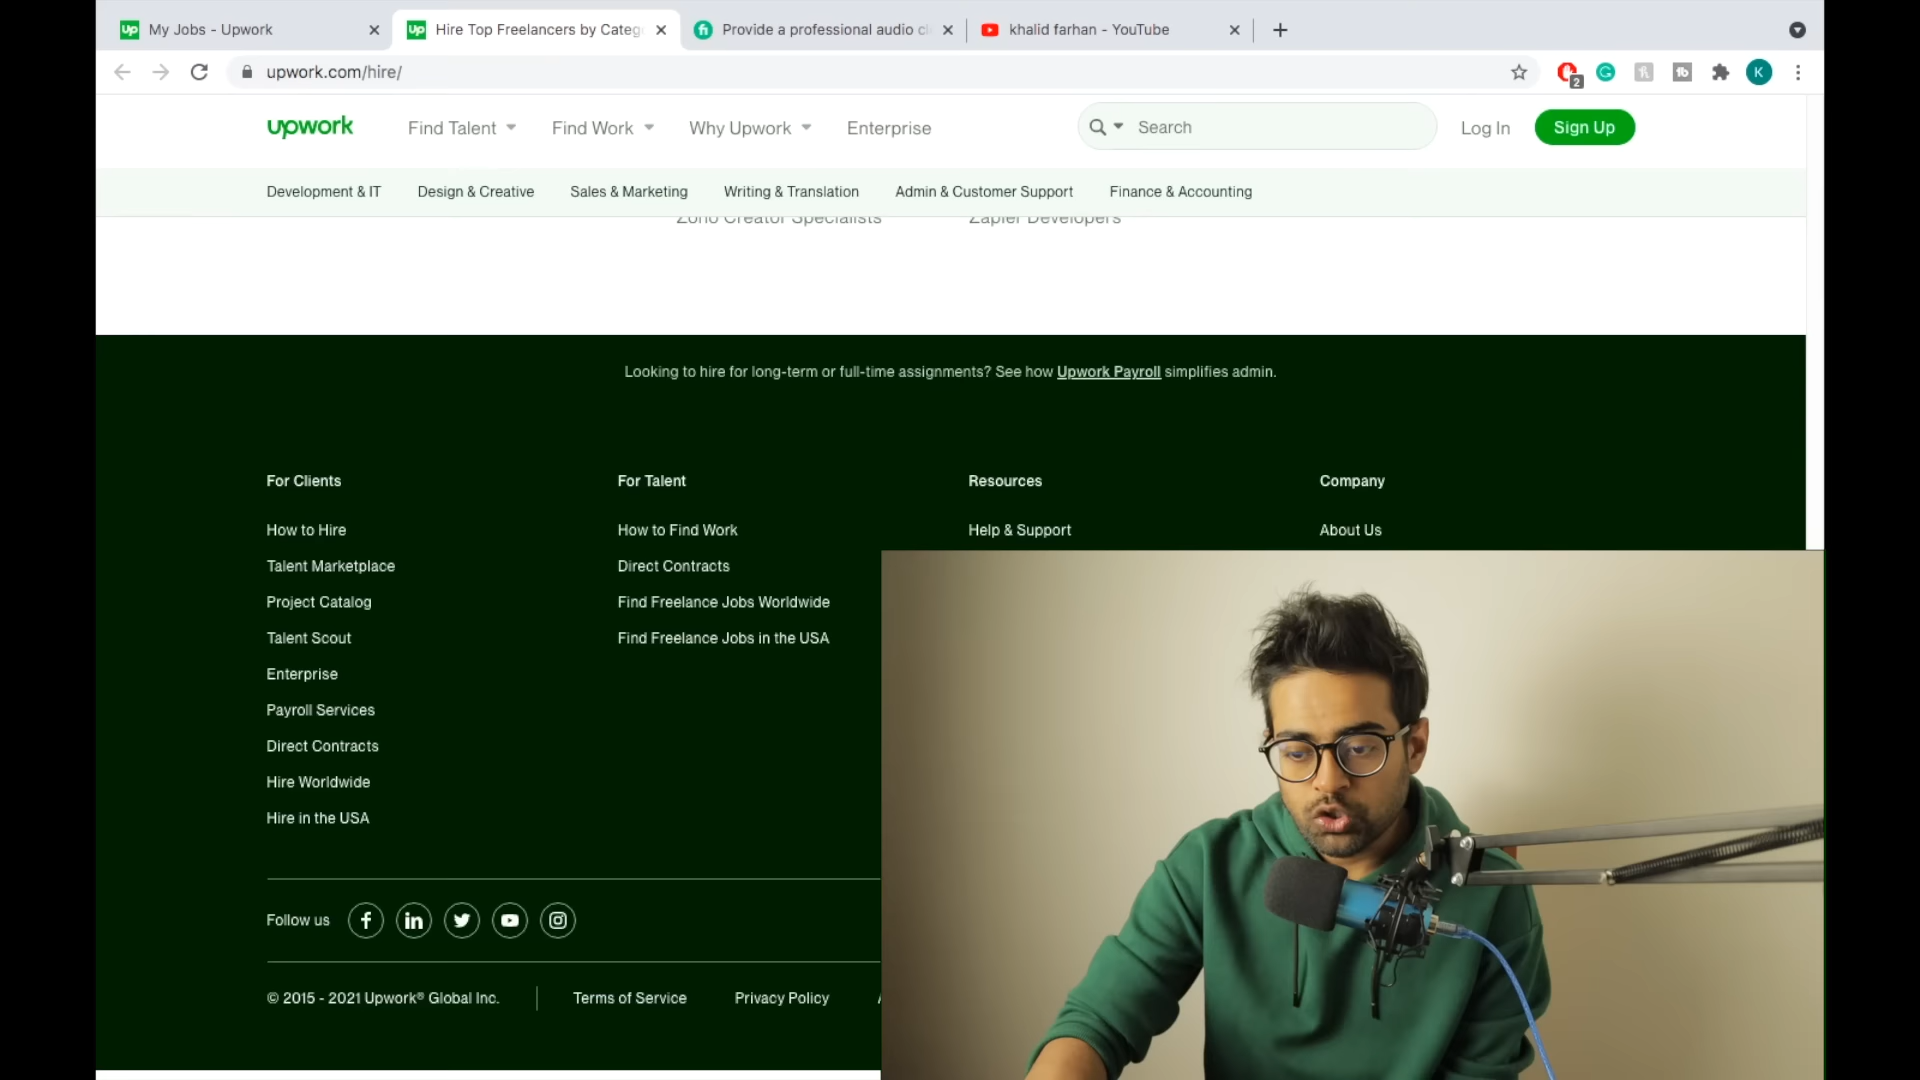 My Jobs - Upwork
Hire Top Freelancers by Categ
Provide a professional audio cl
khalid farhan - YouTube
upwork.com/hire/
2
K
upwork
Find Talent
Find Work
Why Upwork
Enterprise
Search
Log In
Sign Up
Development & IT
Design & Creative
Sales & Marketing
Writing & Translation
Admin & Customer Support
Finance & Accounting
Zoho Creator Specialists
Zapier Developers
Looking to hire for long-term or full-time assignments? See how Upwork Payroll simplifies admin.
For Clients
How to Hire
Talent Marketplace
Project Catalog
Talent Scout
Enterprise
Payroll Services
Direct Contracts
Hire Worldwide
Hire in the USA
For Talent
How to Find Work
Direct Contracts
Find Freelance Jobs Worldwide
Find Freelance Jobs in the USA
Resources
Help & Support
Company
About Us
Follow us
© 2015 - 2021 Upwork® Global Inc.
Terms of Service
Privacy Policy